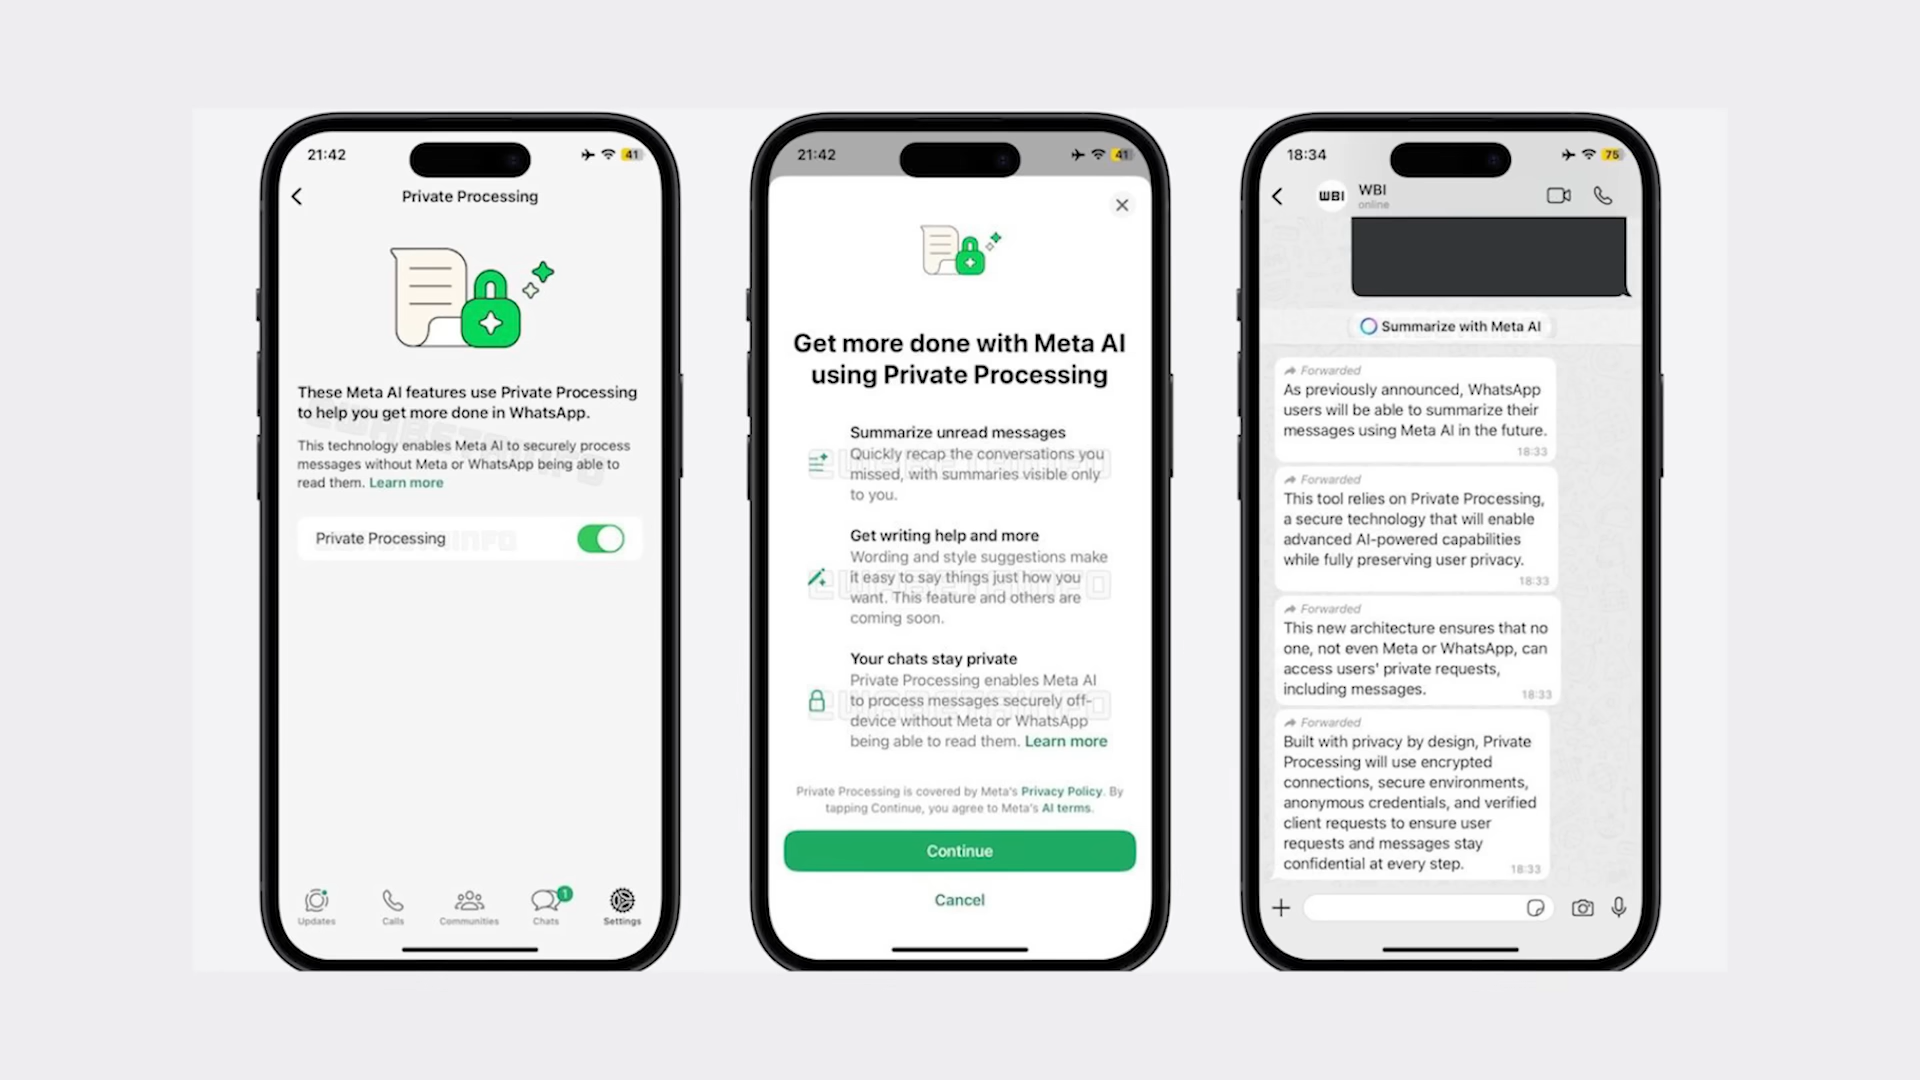 21:42
41
Private Processing
These Meta AI features use Private Processing
to help you get more done in WhatsApp.
This technology enables Meta AI to securely process
messages without Meta or WhatsApp being able to
read them. Learn more
Private Processing
Updates
Calls
Communities
1
Chats
Settings
21:42
41
Get more done with Meta AI
using Private Processing
Summarize unread messages
Quickly recap the conversations you
missed, with summaries visible only
to you.
Get writing help and more
Wording and style suggestions make
it easy to say things just how you
want. This feature and others are
coming soon.
Your chats stay private
Private Processing enables Meta AI
to process messages securely off-
device without Meta or WhatsApp
being able to read them. Learn more
Private Processing is covered by Meta's Privacy Policy. By
tapping Continue, you agree to Meta's AI terms.
Continue
Cancel
18:34
75
WBI
WBI
online
Summarize with Meta AI
Forwarded
As previously announced, WhatsApp
users will be able to summarize their
messages using Meta AI in the future.
18:33
Forwarded
This tool relies on Private Processing,
a secure technology that will enable
advanced AI-powered capabilities
while fully preserving user privacy.
18:33
Forwarded
This new architecture ensures that no
one, not even Meta or WhatsApp, can
access users' private requests,
including messages.
18:33
Forwarded
Built with privacy by design, Private
Processing will use encrypted
connections, secure environments,
anonymous credentials, and verified
client requests to ensure user
requests and messages stay
confidential at every step.
18:33